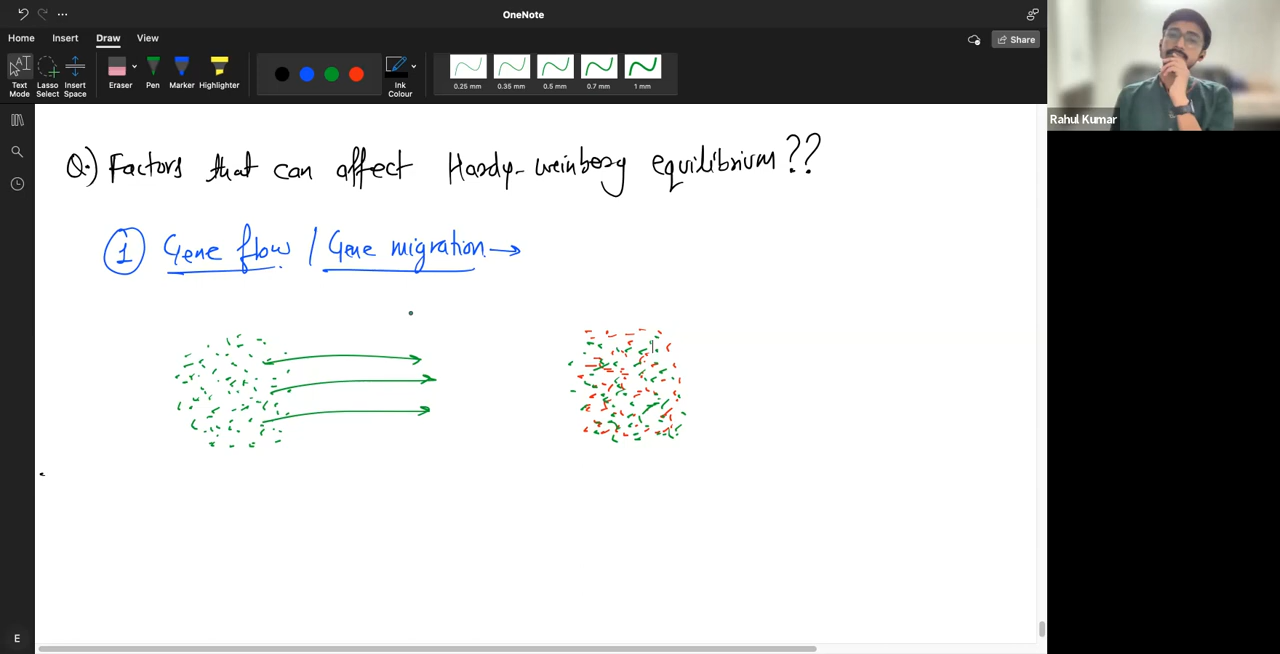 OneNote
Home Insert Draw View
Share
Text Mode
Lasso Select
Insert Space
Eraser
Pen
Marker
Highlighter
Ink Colour
0.25 mm
0.35 mm
0.5 mm
0.7 mm
1 mm
Rahul Kumar
Q.) Factors that can affect Hardy-weinberg equilibrium??
1 Gene flow / Gene migration →
E